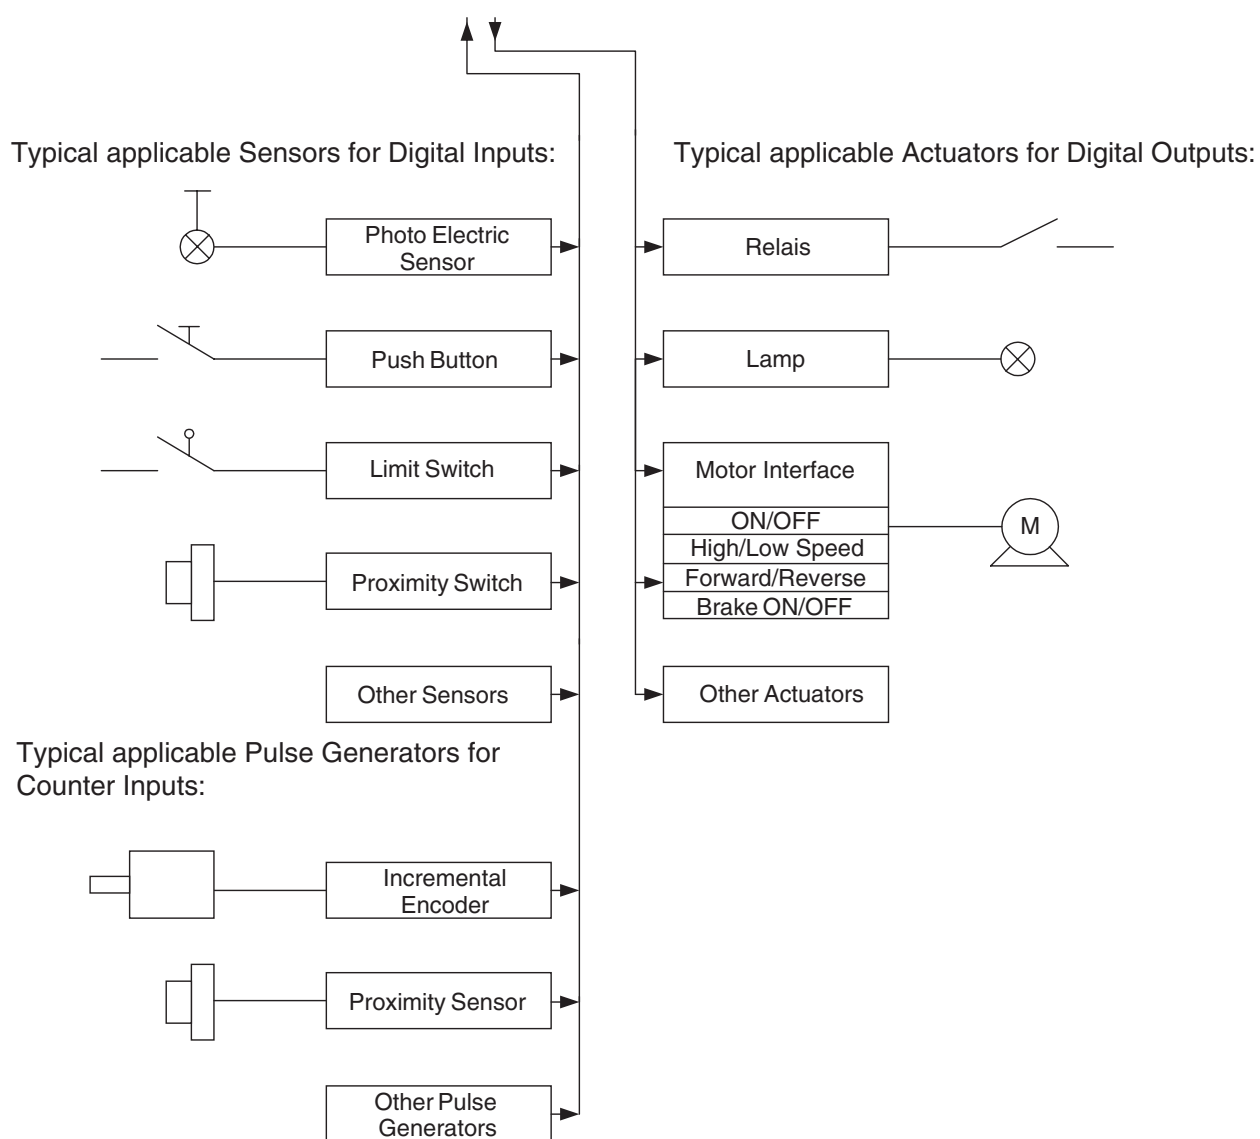 Typical applicable Sensors for Digital Inputs:
Photo Electric
Sensor
Push Button
Limit Switch
Proximity Switch
Other Sensors
Typical applicable Pulse Generators for
Counter Inputs:
Incremental
Encoder
Proximity Sensor
Other Pulse
Generators
Typical applicable Actuators for Digital Outputs:
Relais
Lamp
Motor Interface
ON/OFF
High/Low Speed
Forward/Reverse
Brake ON/OFF
M
Other Actuators